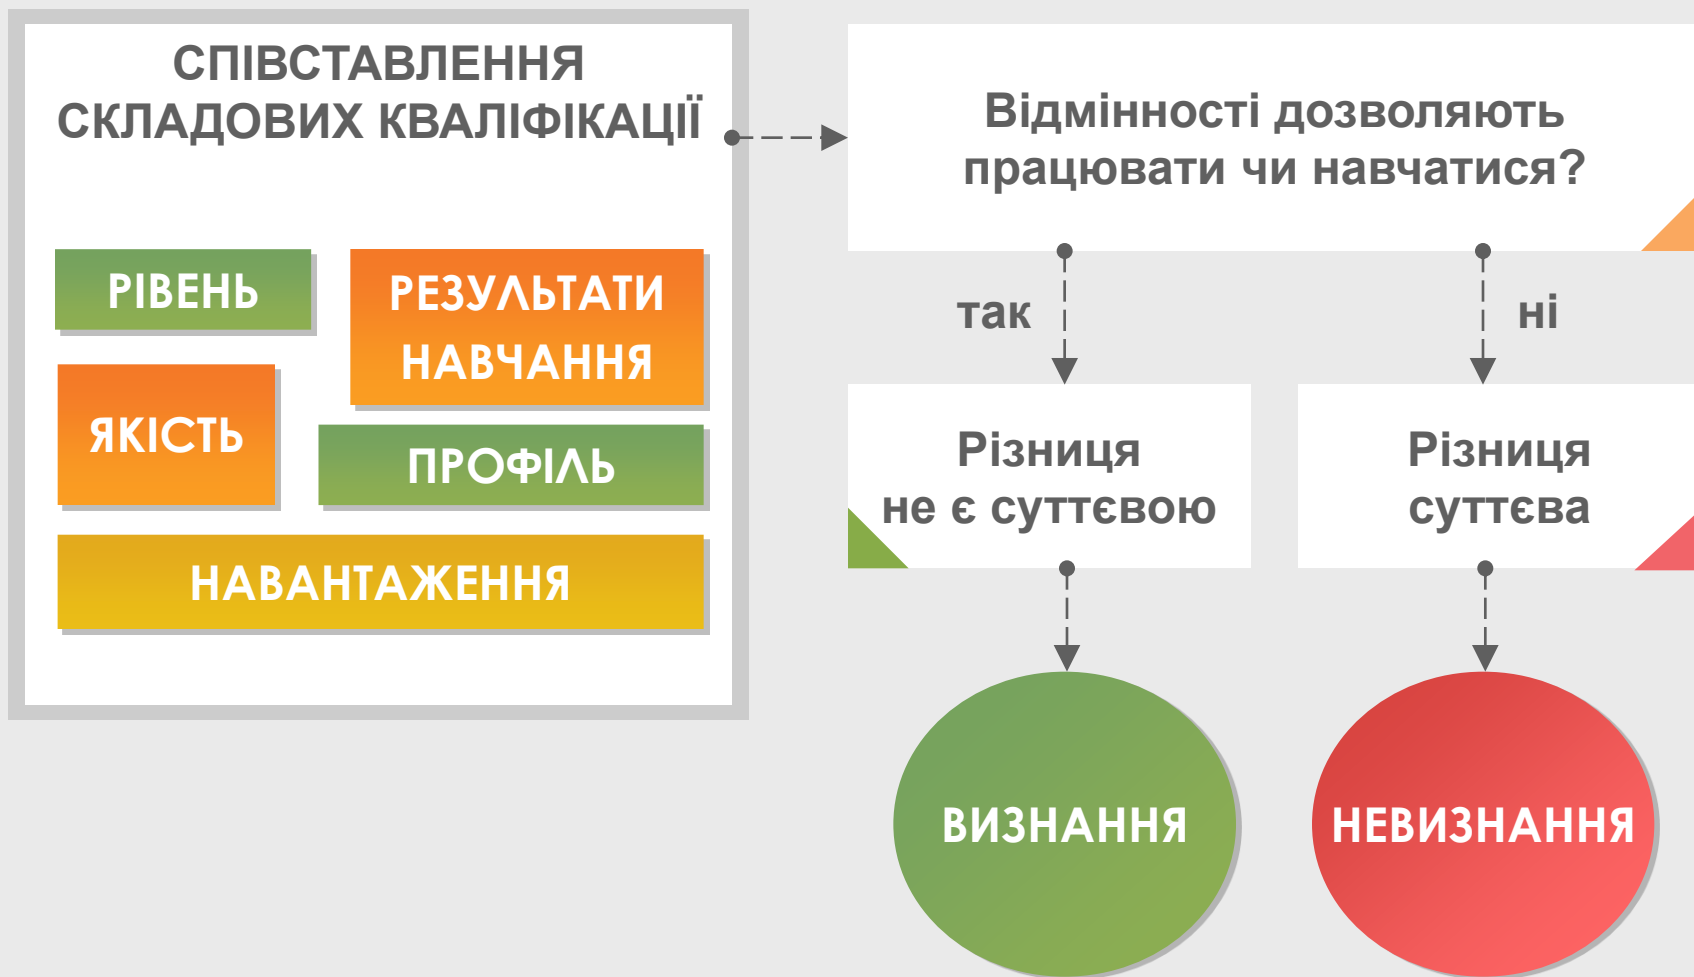 СПІВСТАВЛЕННЯ
СКЛАДОВИХ КВАЛІФІКАЦІЇ
РІВЕНЬ
РЕЗУЛЬТАТИ
НАВЧАННЯ
ЯКІСТЬ
ПРОФІЛЬ
НАВАНТАЖЕННЯ
Відмінності дозволяють
працювати чи навчатися?
так
ні
Різниця
не є суттєвою
Різниця
суттєва
ВИЗНАННЯ
НЕВИЗНАННЯ